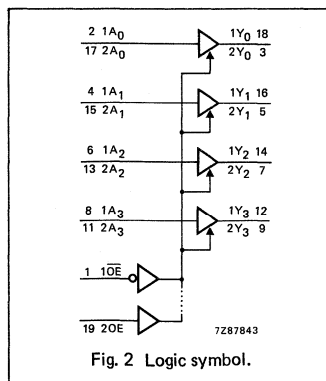 2 1A₀ 1Y₀ 18
17 2A₀ 2Y₀ 3
4 1A₁ 1Y₁ 16
15 2A₁ 2Y₁ 5
6 1A₂ 1Y₂ 14
13 2A₂ 2Y₂ 7
8 1A₃ 1Y₃ 12
11 2A₃ 2Y₃ 9
1 1O̅E̅
19 2OE
7Z87843
Fig. 2 Logic symbol.